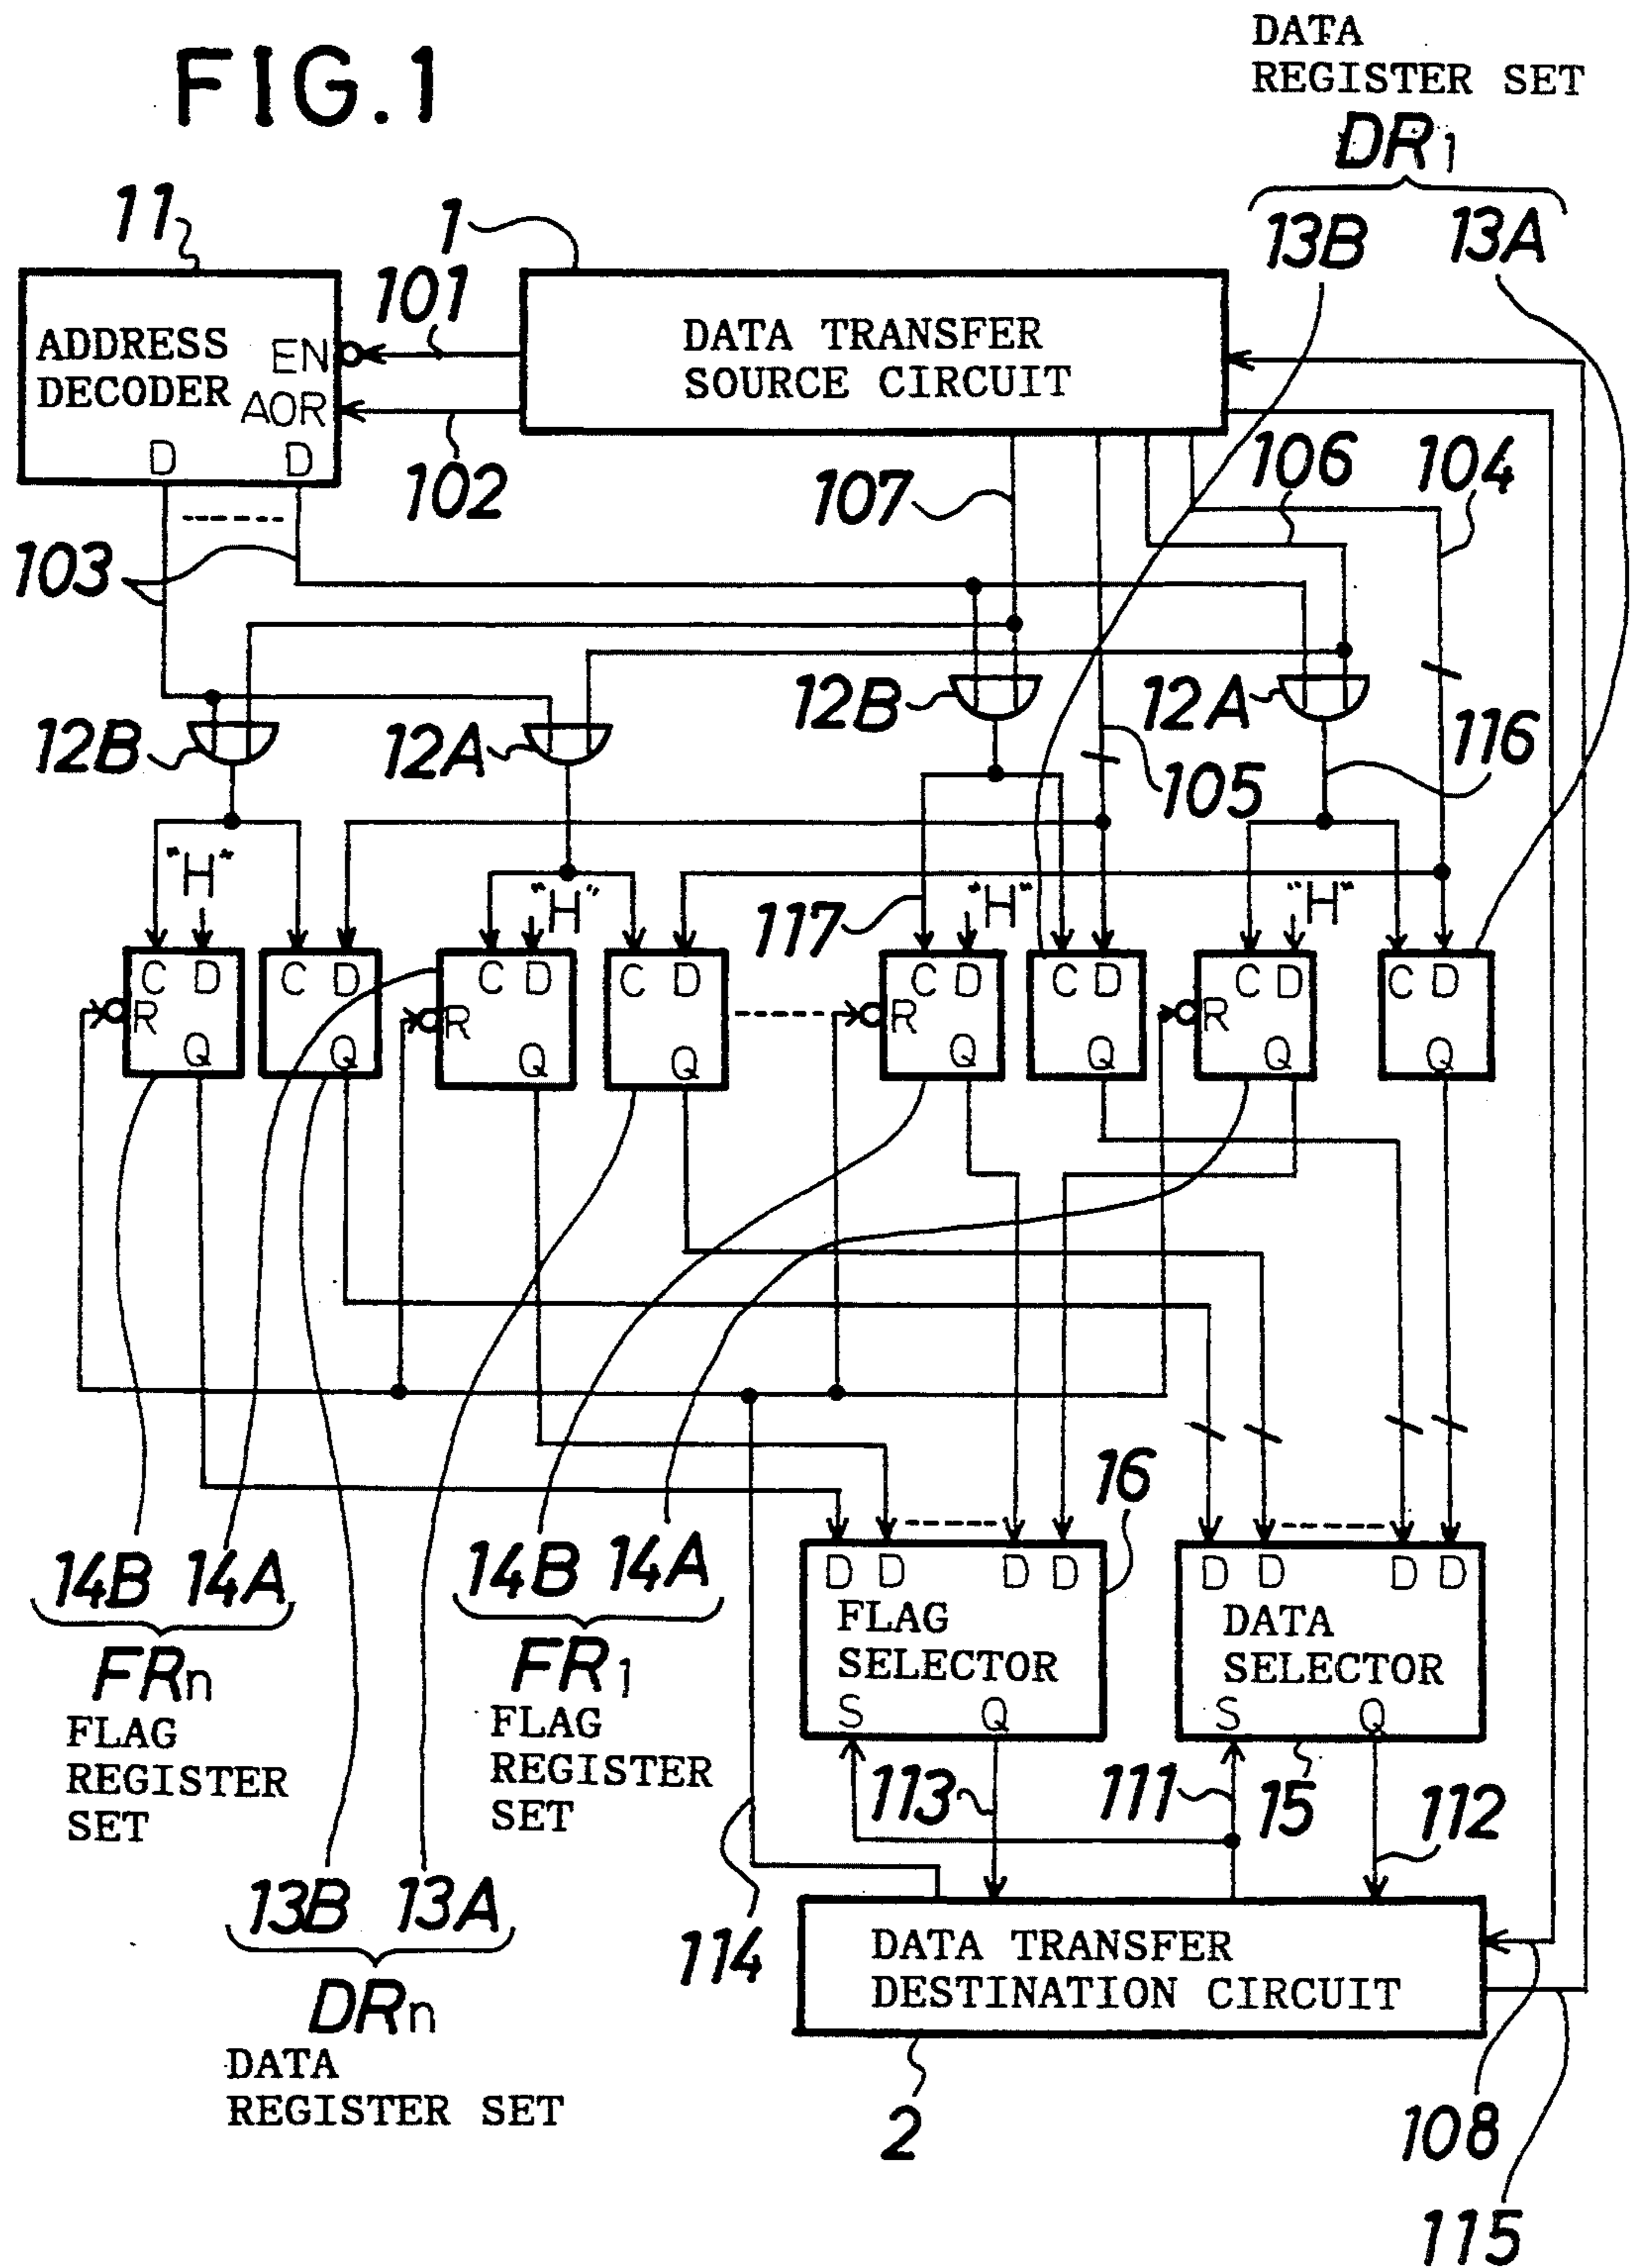 FIG.1
DATA
REGISTER SET
DR1
13B 13A
11
1
101
ADDRESS
DECODER
EN
AOR
D D
DATA TRANSFER
SOURCE CIRCUIT
102
107
106
104
103
12B
12A
12B
12A
116
105
"H"
"H"
117
"H"
"H"
C D
R
Q
C D
Q
C D
R
Q
C D
Q
C D
R
Q
C D
Q
C D
R
Q
C D
Q
16
14B 14A
FRn
FLAG
REGISTER
SET
14B 14A
FR1
FLAG
REGISTER
SET
D D D D
FLAG
SELECTOR
S Q
D D D D
DATA
SELECTOR
S Q
113
111
15
112
13B 13A
DRn
DATA
REGISTER SET
114
DATA TRANSFER
DESTINATION CIRCUIT
2
108
115